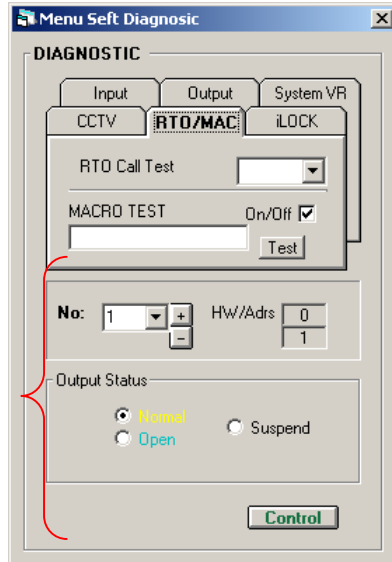 Menu Seft Diagnosic
DIAGNOSTIC
Input Output System VR
CCTV RTO/MAC iLOCK
RTO Call Test
MACRO TEST On/Off
Test
No: 1 + HW/Adrs 0
- 1
Output Status
Normal
Open Suspend
Control